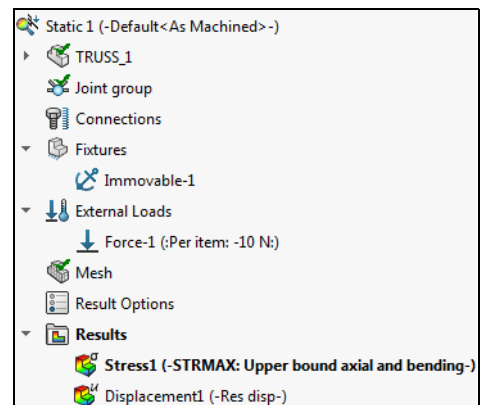 Static 1 (-Default<As Machined>-)
TRUSS_1
Joint group
Connections
Fixtures
Immovable-1
External Loads
Force-1 (:Per item: -10 N:)
Mesh
Result Options
Results
Stress1 (-STRMAX: Upper bound axial and bending-)
Displacement1 (-Res disp-)